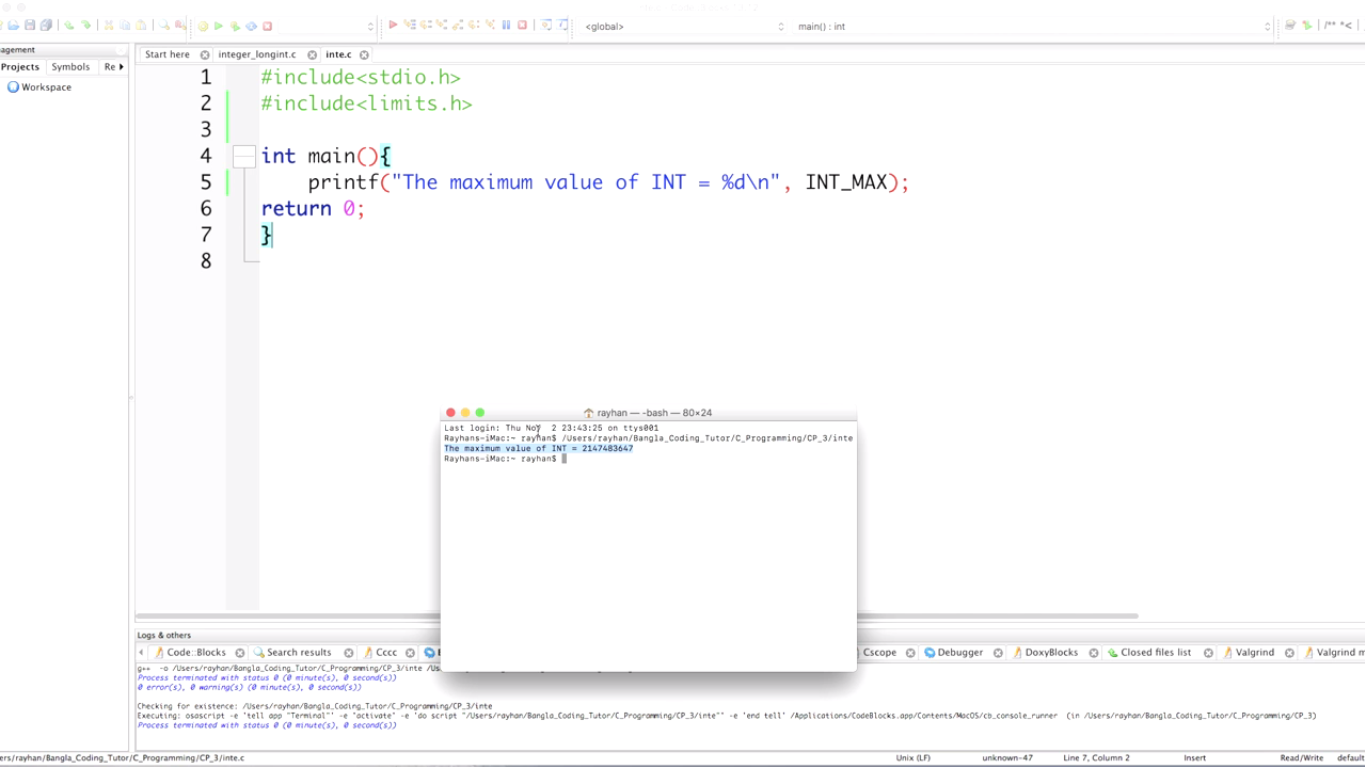 <global>
main() : int
agement
Start here
integer_longint.c
inte.c
Projects
Symbols
Re
Workspace
1 #include<stdio.h>
2 #include<limits.h>
3
4 int main(){
5 printf("The maximum value of INT = %d\n", INT_MAX);
6 return 0;
7 }
8
rayhan — -bash — 80×24
Last login: Thu Nov 2 23:43:25 on ttys001
Rayhans-iMac:~ rayhan$ /Users/rayhan/Bangla_Coding_Tutor/C_Programming/CP_3/inte
The maximum value of INT = 2147483647
Rayhans-iMac:~ rayhan$
Logs & others
Code::Blocks
Search results
Cccc
Cscope
Debugger
DoxyBlocks
Closed files list
Valgrind
Valgrind m
g++ -o /Users/rayhan/Bangla_Coding_Tutor/C_Programming/CP_3/inte
Process terminated with status 0 (0 minute(s), 0 second(s))
0 error(s), 0 warning(s) (0 minute(s), 0 second(s))
Checking for existence: /Users/rayhan/Bangla_Coding_Tutor/C_Programming/CP_3/inte
Executing: osascript -e 'tell app "Terminal"' -e 'activate' -e 'do script "/Users/rayhan/Bangla_Coding_Tutor/C_Programming/CP_3/inte"' -e 'end tell' /Applications/CodeBlocks.app/Contents/MacOS/cb_console_runner (in /Users/rayhan/Bangla_Coding_Tutor/C_Programming/CP_3)
Process terminated with status 0 (0 minute(s), 0 second(s))
ers/rayhan/Bangla_Coding_Tutor/C_Programming/CP_3/inte.c
Unix (LF)
unknown-47
Line 7, Column 2
Insert
Read/Write
default